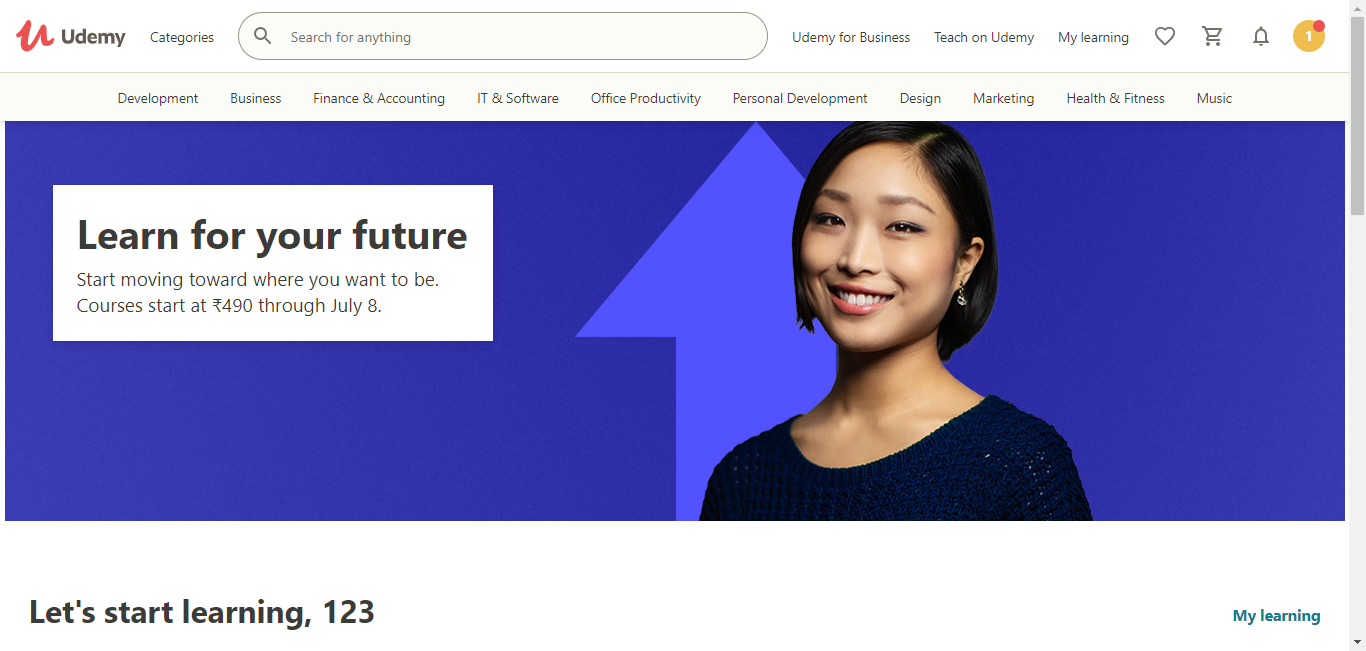 Udemy
Categories
Search for anything
Udemy for Business
Teach on Udemy
My learning
1
Development
Business
Finance & Accounting
IT & Software
Office Productivity
Personal Development
Design
Marketing
Health & Fitness
Music
Learn for your future
Start moving toward where you want to be.
Courses start at ₹490 through July 8.
Let's start learning, 123
My learning